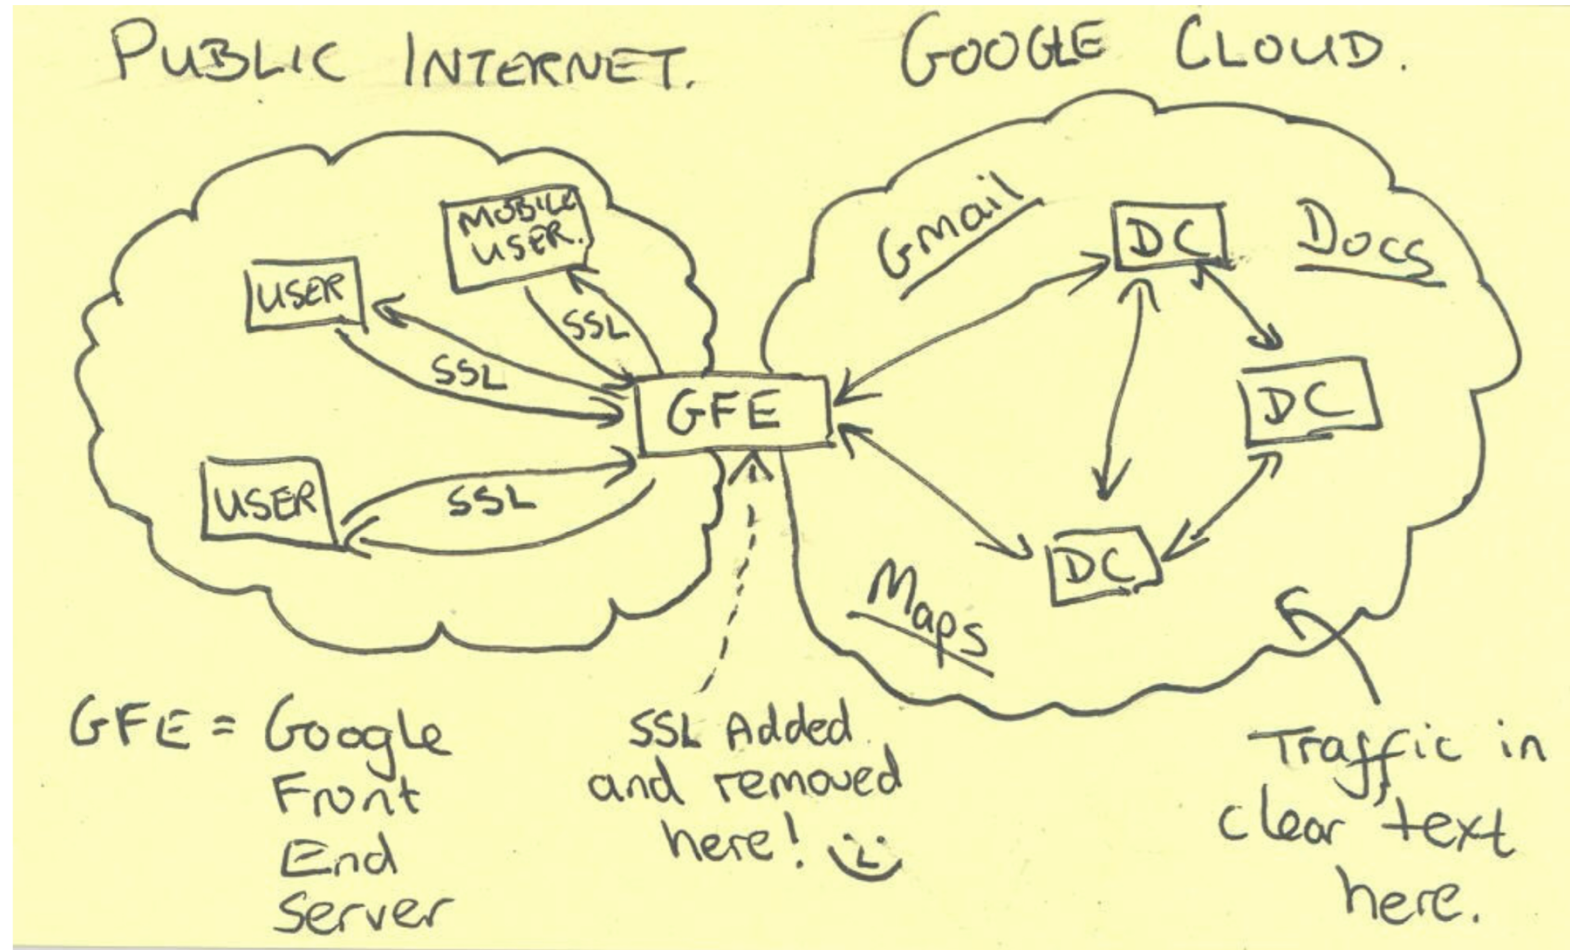 PUBLIC INTERNET.
GOOGLE CLOUD.
MOBILE
USER.
USER
SSL
SSL
GFE
USER
SSL
Gmail
DC
Docs
DC
DC
Maps
GFE = Google
Front
End
Server
SSL Added
and removed
here!
Traffic in
clear text
here.